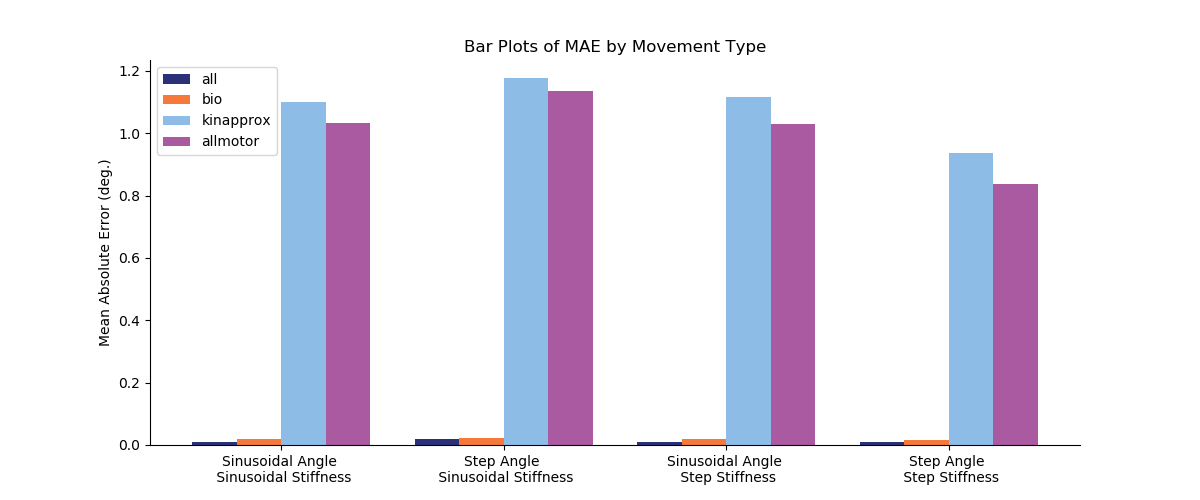 Bar Plots of MAE by Movement Type
all
bio
kinapprox
allmotor
Mean Absolute Error (deg.)
1.2
1.0
0.8
0.6
0.4
0.2
0.0
Sinusoidal Angle
Sinusoidal Stiffness
Step Angle
Sinusoidal Stiffness
Sinusoidal Angle
Step Stiffness
Step Angle
Step Stiffness